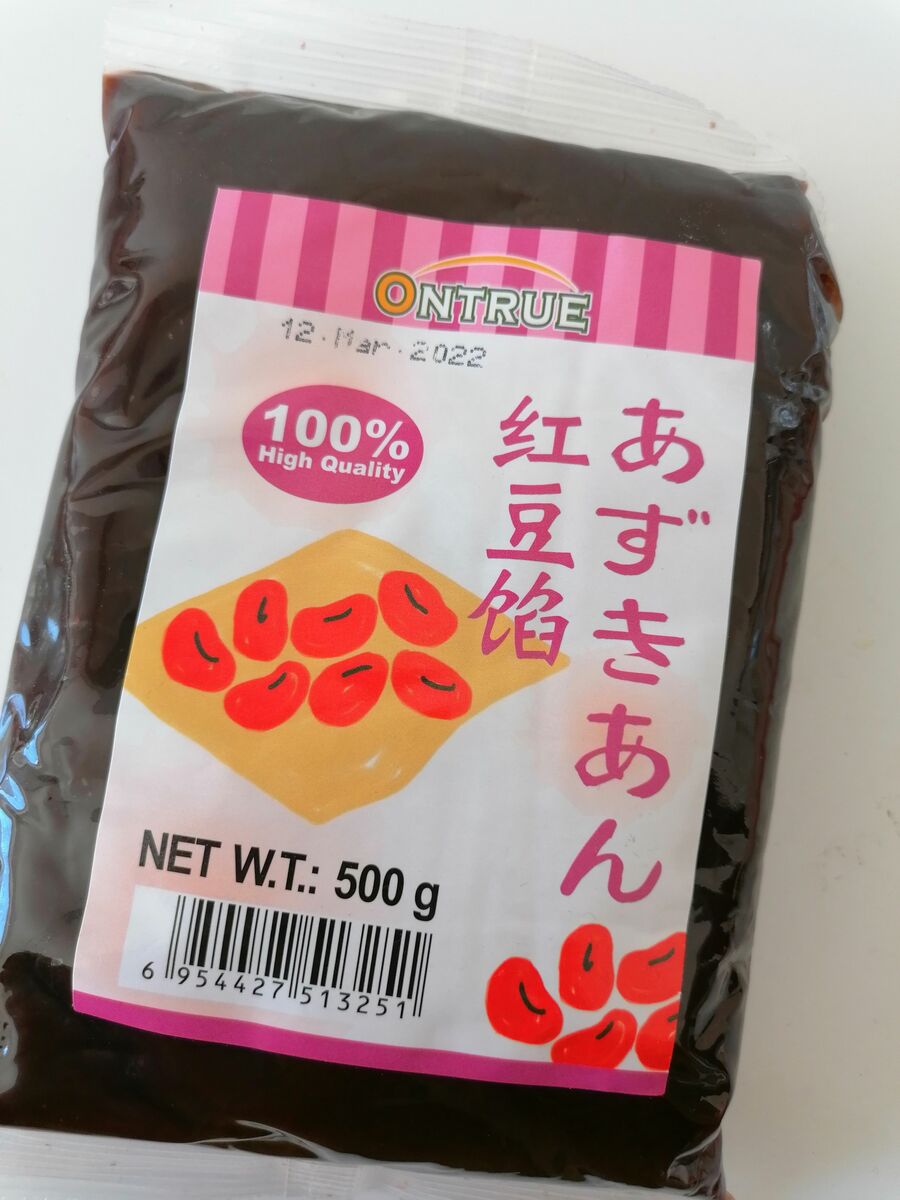 ONTRUE
12.Mar.2022
100%
High Quality
あずきあん
红豆馅
NET W.T.: 500 g
6 954427 513251